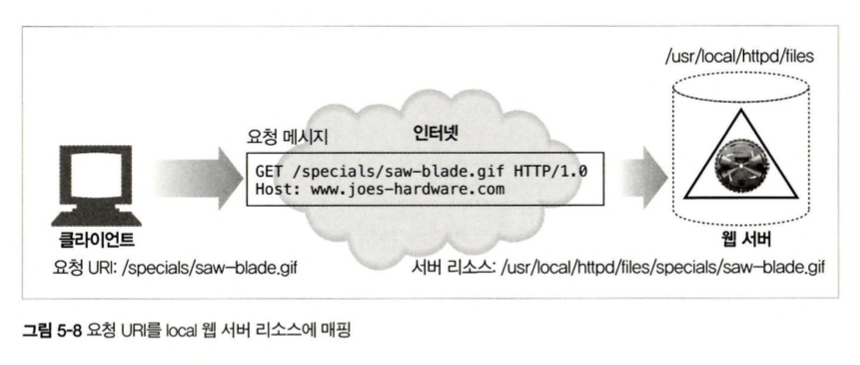 /usr/local/httpd/files
요청 메시지
인터넷
GET /specials/saw-blade.gif HTTP/1.0
Host: www.joes-hardware.com
클라이언트
웹 서버
요청 URI: /specials/saw-blade.gif
서버 리소스: /usr/local/httpd/files/specials/saw-blade.gif
그림 5-8 요청 URI를 local 웹 서버 리소스에 매핑